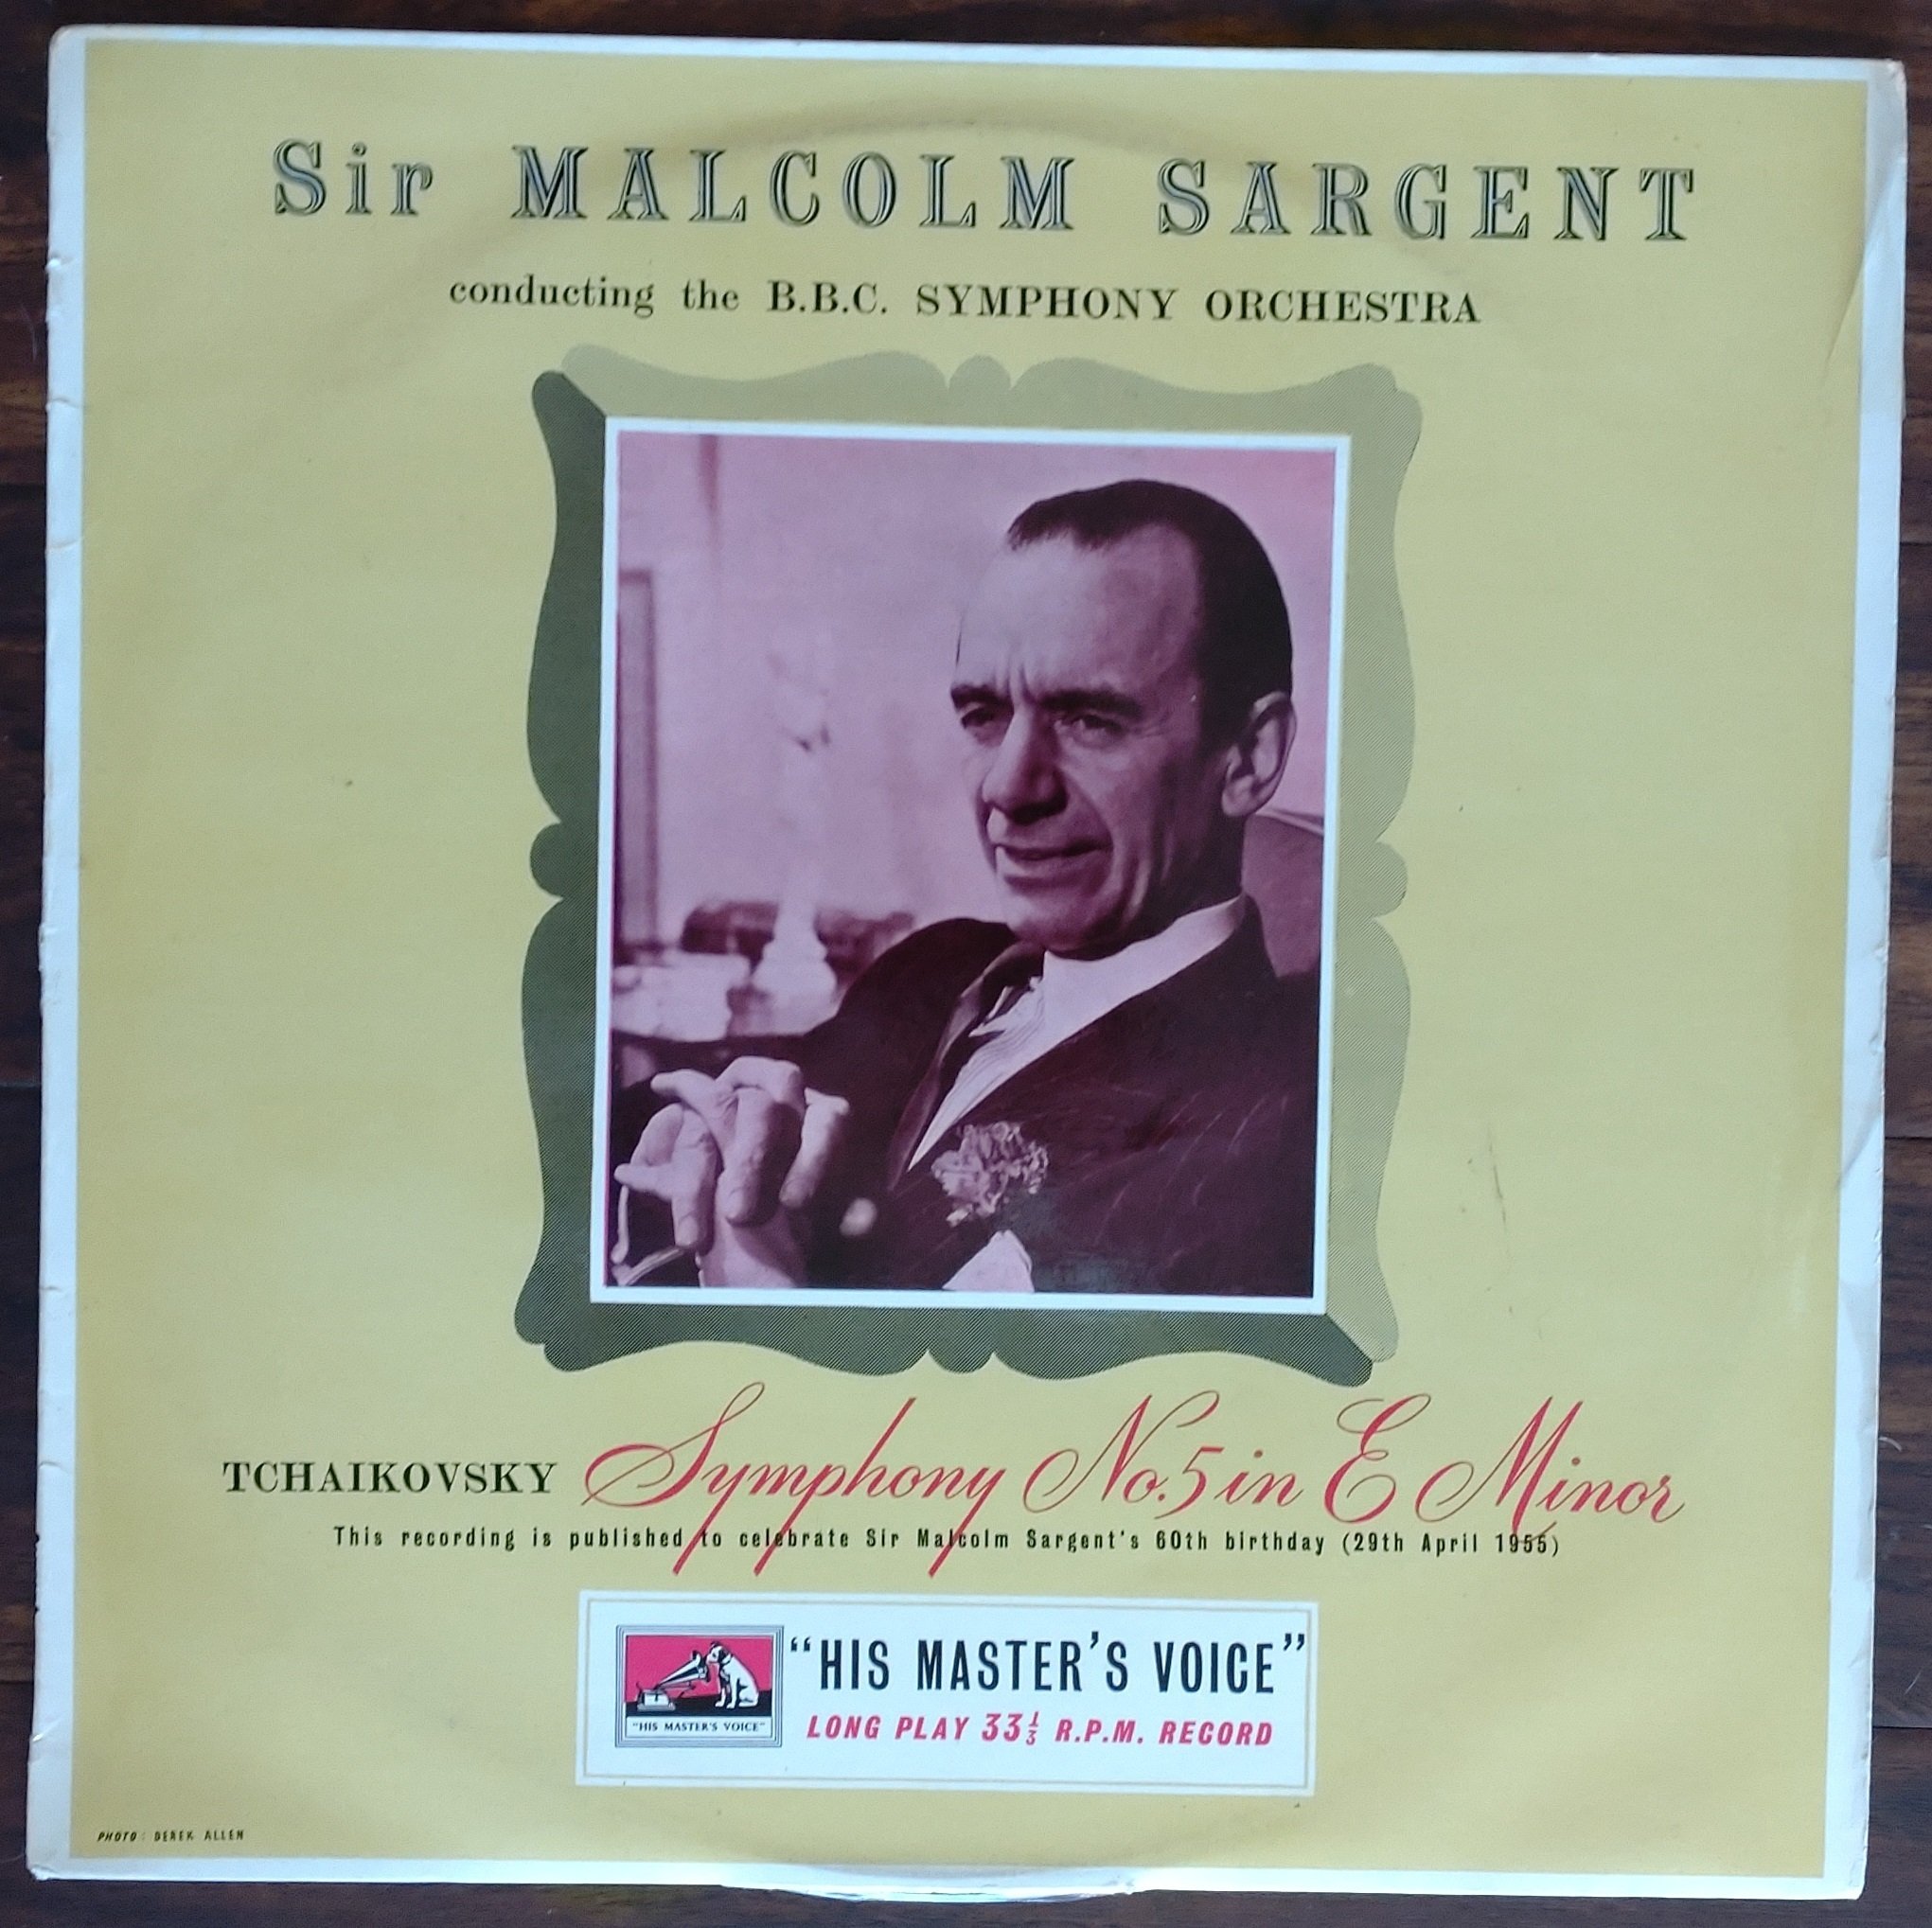 Sir MALCOLM SARGENT
conducting the B.B.C. SYMPHONY ORCHESTRA
TCHAIKOVSKY Symphony No. 5 in E Minor
This recording is published to celebrate Sir Malcolm Sargent's 60th birthday (29th April 1955)
"HIS MASTER'S VOICE"
LONG PLAY 33⅓ R.P.M. RECORD
"HIS MASTER'S VOICE"
PHOTO: DEREK ALLEN